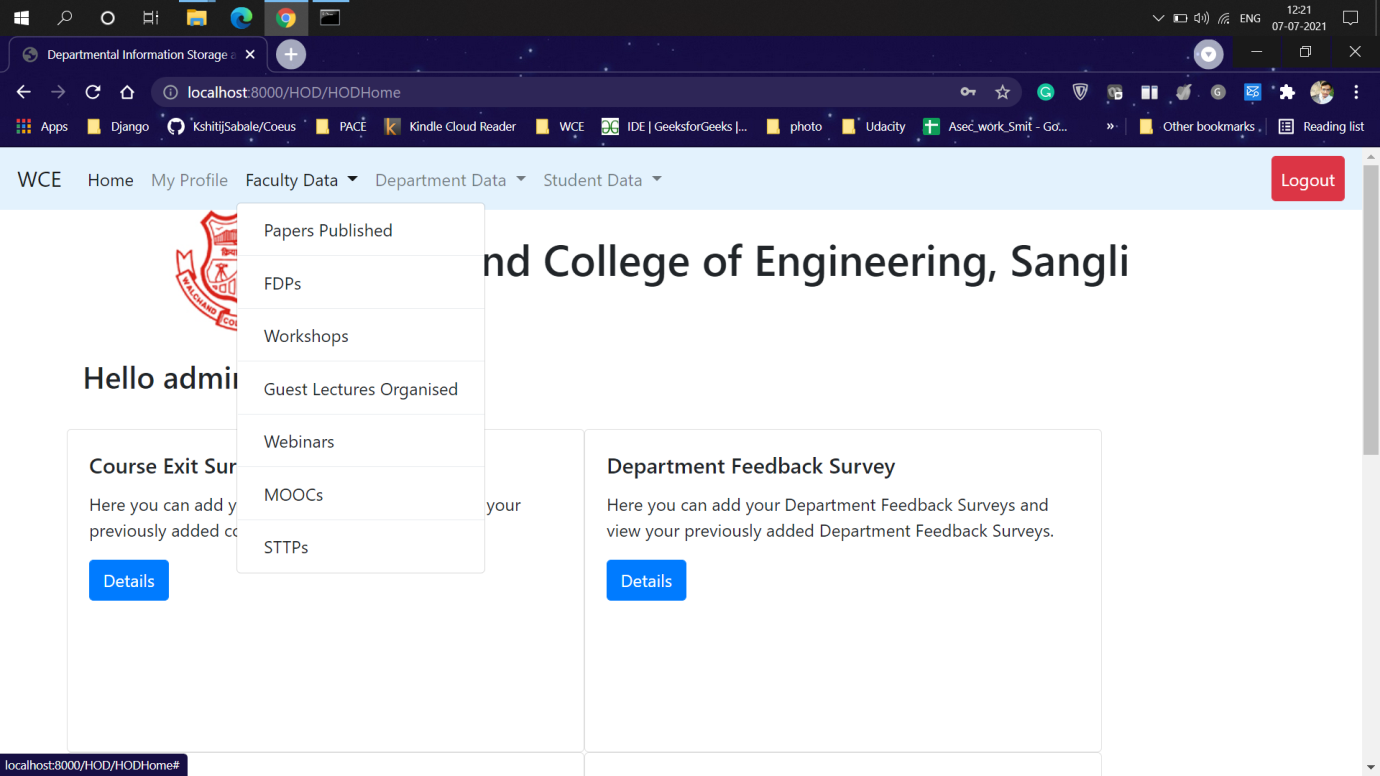 12:21
ENG
07-07-2021
Departmental Information Storage a
localhost:8000/HOD/HODHome
Apps
Django
KshitijSabale/Coeus
PACE
Kindle Cloud Reader
WCE
IDE | GeeksforGeeks |...
photo
Udacity
Asec_work_Smit - Go...
»
Other bookmarks
Reading list
WCE
Home
My Profile
Faculty Data
Department Data
Student Data
Logout
Papers Published
FDPs
Workshops
Guest Lectures Organised
Webinars
MOOCs
STTPs
nd College of Engineering, Sangli
Hello admi
Course Exit Sur
Here you can add y your
previously added co
Details
Department Feedback Survey
Here you can add your Department Feedback Surveys and
view your previously added Department Feedback Surveys.
Details
localhost:8000/HOD/HODHome#